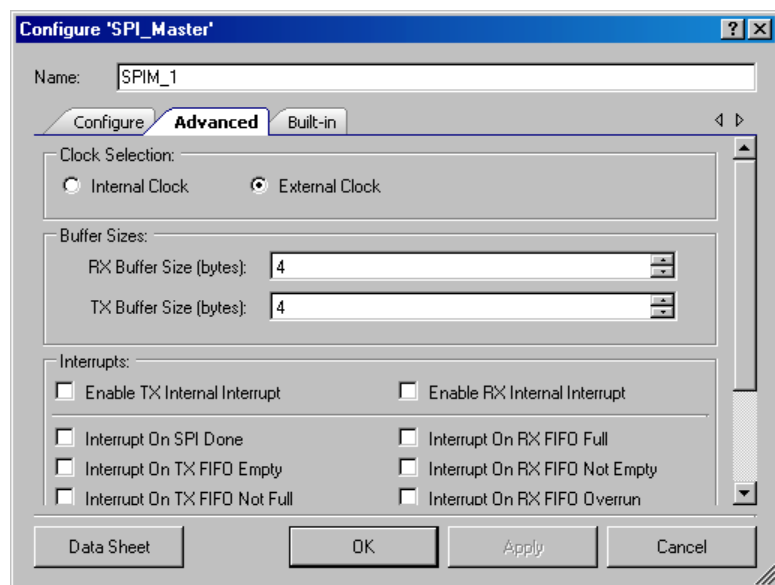 Configure 'SPI_Master'
Name: SPIM_1
Configure Advanced Built-in
Clock Selection:
Internal Clock External Clock
Buffer Sizes:
RX Buffer Size (bytes): 4
TX Buffer Size (bytes): 4
Interrupts:
Enable TX Internal Interrupt Enable RX Internal Interrupt
Interrupt On SPI Done Interrupt On RX FIFO Full
Interrupt On TX FIFO Empty Interrupt On RX FIFO Not Empty
Interrupt On TX FIFO Not Full Interrupt On RX FIFO Overrun
Data Sheet OK Apply Cancel